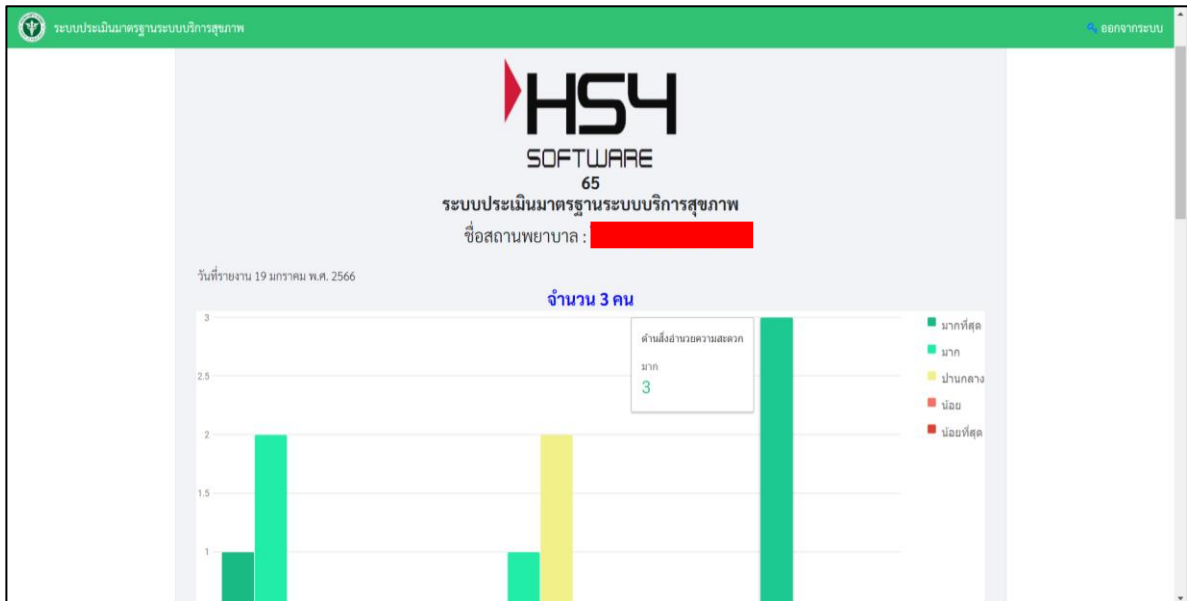 ระบบประเมินมาตรฐานระบบบริการสุขภาพ
ออกจากระบบ
HS4
SOFTWARE
65
ระบบประเมินมาตรฐานระบบบริการสุขภาพ
ชื่อสถานพยาบาล :
วันที่รายงาน 19 มกราคม พ.ศ. 2566
จำนวน 3 คน
3
2.5
2
1.5
1
ด้านสิ่งอำนวยความสะดวก
มาก
3
มากที่สุด
มาก
ปานกลาง
น้อย
น้อยที่สุด